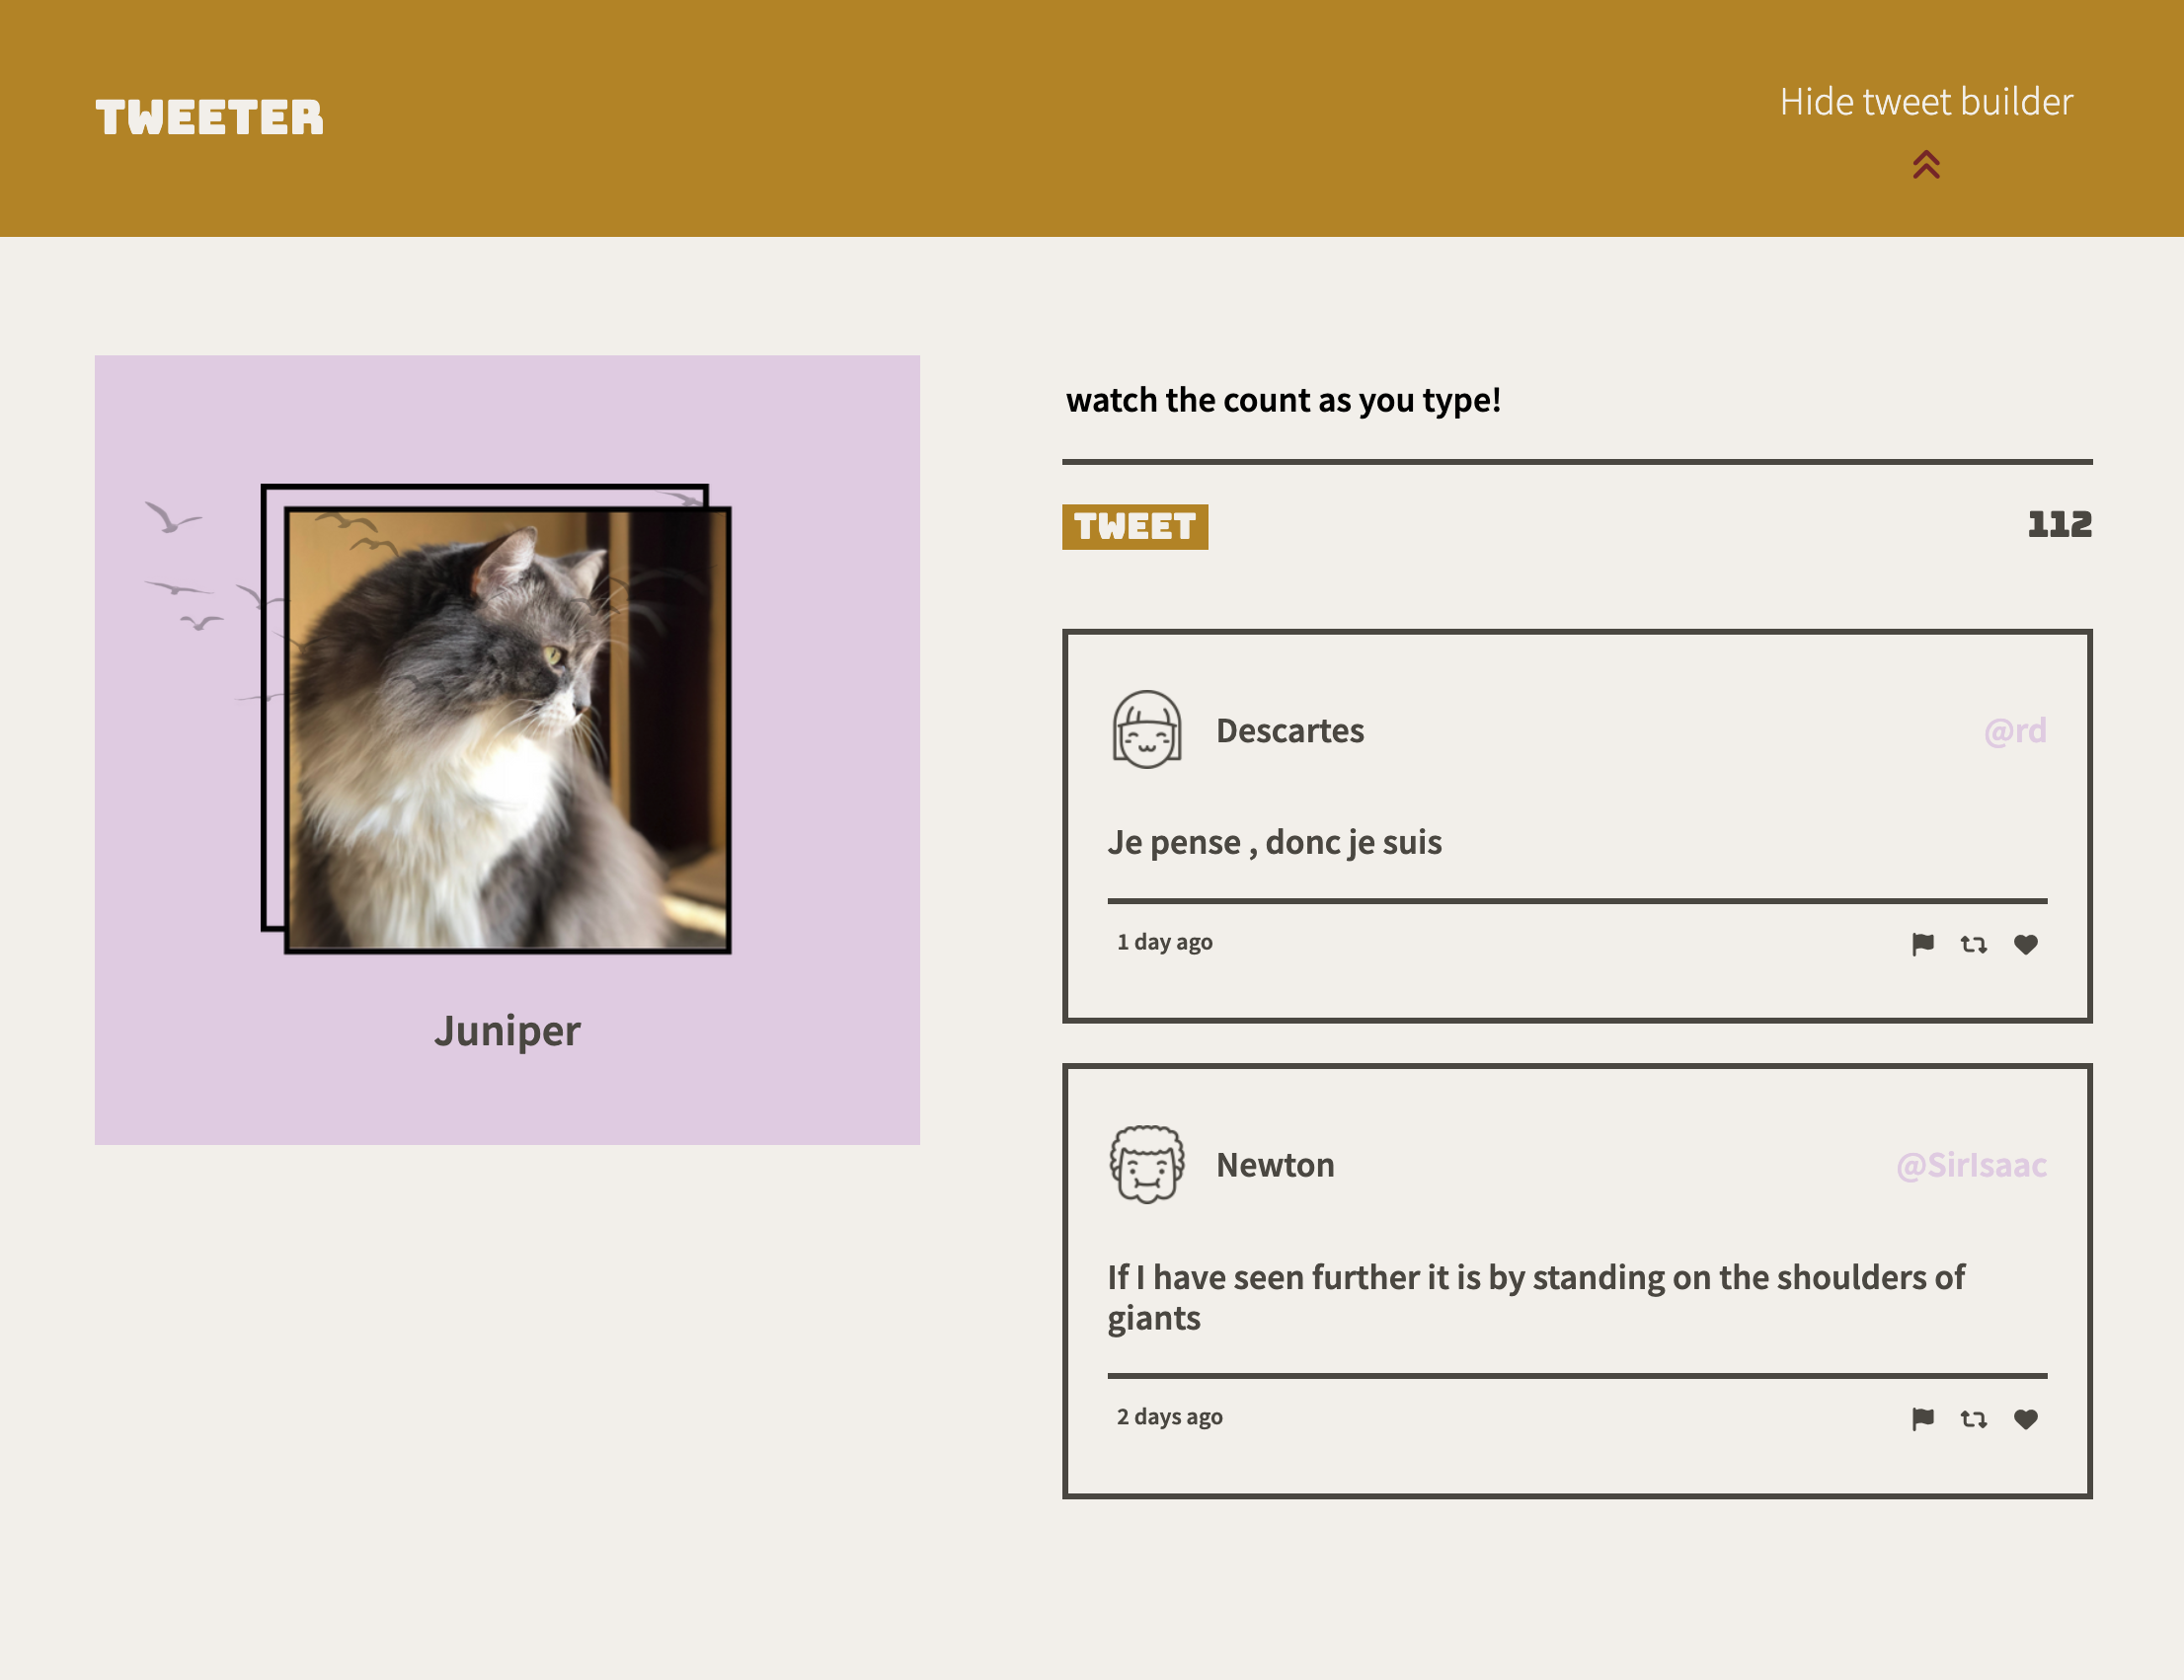 TWEETER
Hide tweet builder
Juniper
watch the count as you type!
TWEET
112
Descartes
@rd
Je pense , donc je suis
1 day ago
Newton
@SirIsaac
If I have seen further it is by standing on the shoulders of
giants
2 days ago